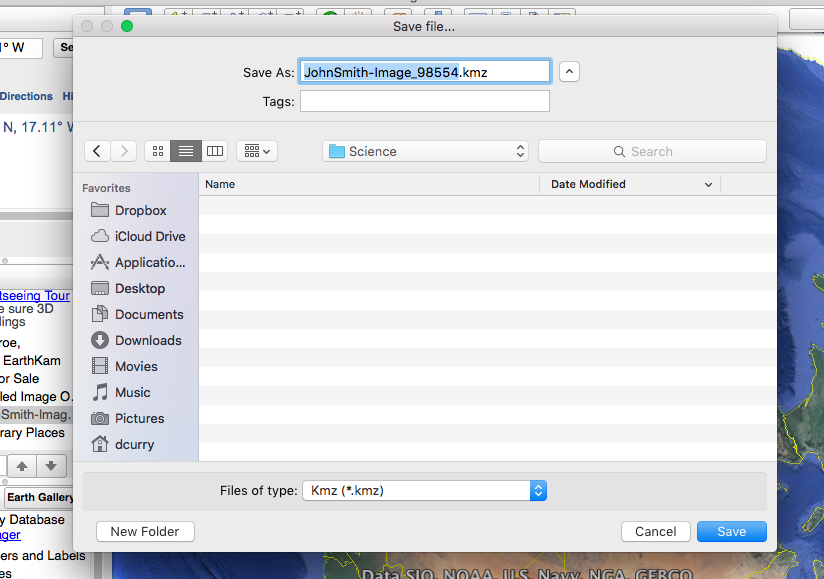 Save file...
° W
Se
Save As: JohnSmith-Image_98554.kmz
Tags:
Directions
N, 17.11° W
Science
Search
Favorites
Name
Date Modified
Dropbox
iCloud Drive
Applicatio...
Desktop
Documents
Downloads
Movies
Music
Pictures
dcurry
tseeing Tour
e sure 3D
ings
roe,
EarthKam
or Sale
led Image O.
Smith-Imag.
rary Places
Files of type: Kmz (*.kmz)
Earth Gallery
New Folder
Cancel
Save
y Database
ager
ers and Labels
es
Data SIO, NOAA, U.S. Navy, NGA, GEBCO